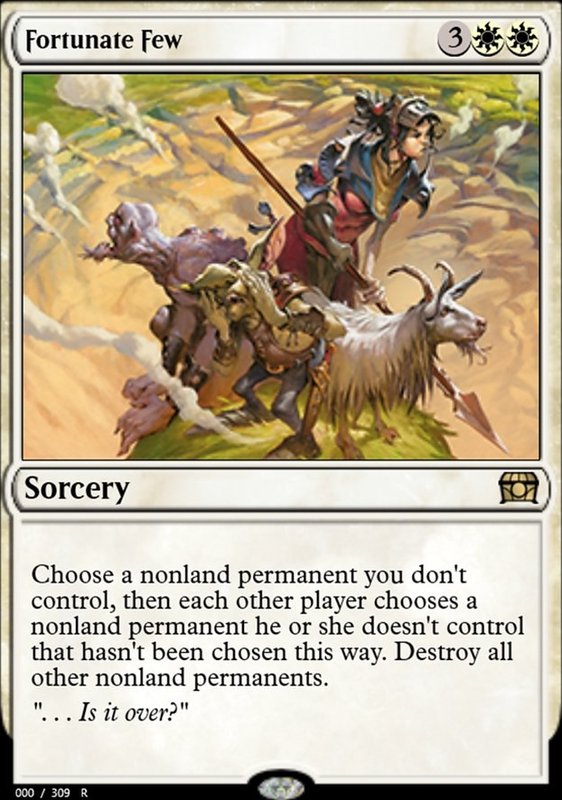 Fortunate Few 3
Sorcery
Choose a nonland permanent you don't
control, then each other player chooses a
nonland permanent he or she doesn't control
that hasn't been chosen this way. Destroy all
other nonland permanents.
". . . Is it over?"
000 / 309 R